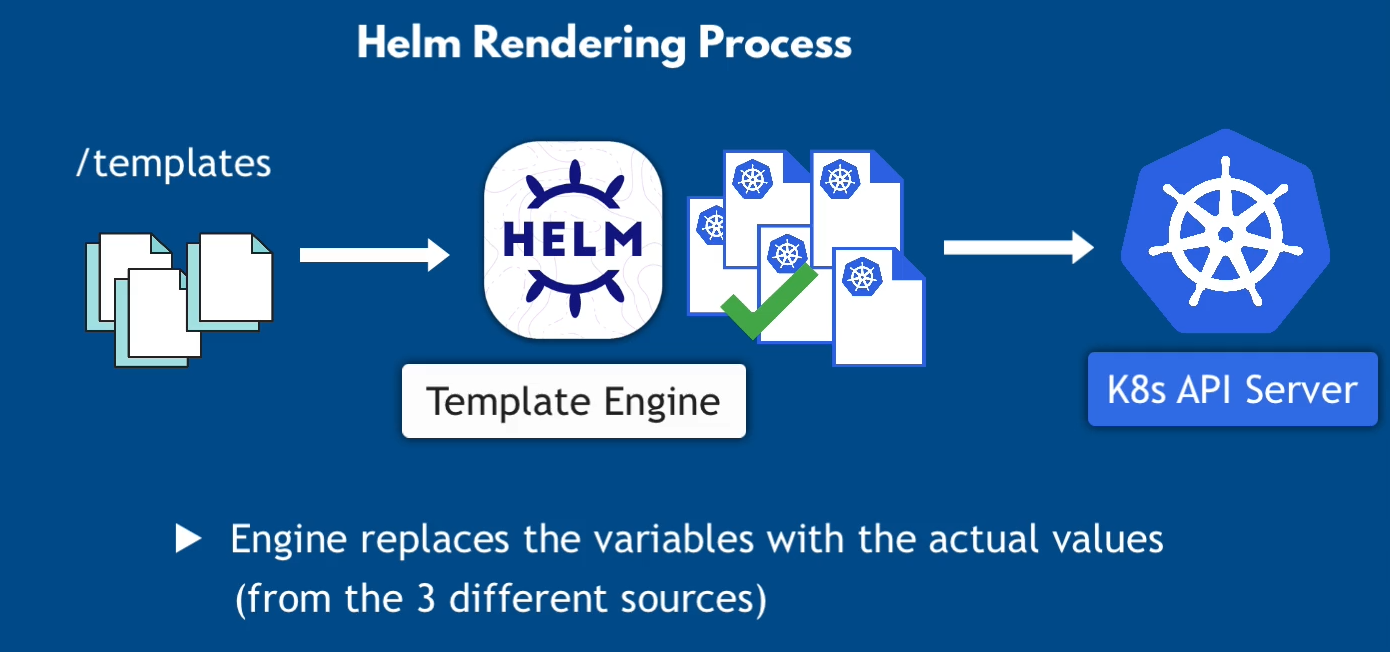 Helm Rendering Process
/templates
HELM
Template Engine
K8s API Server
Engine replaces the variables with the actual values
(from the 3 different sources)